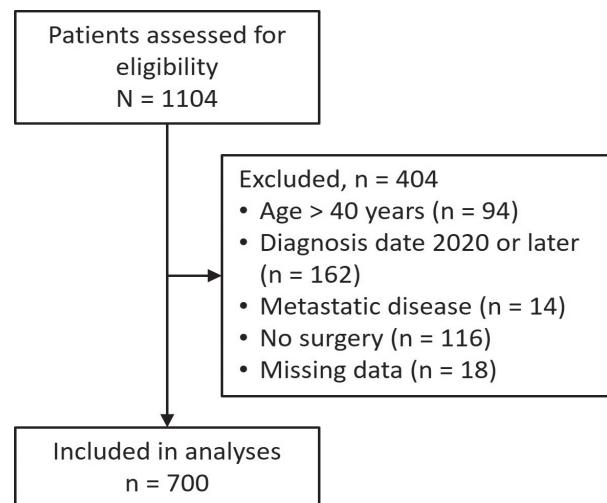 Patients assessed for
eligibility
N = 1104
Excluded, n = 404
• Age > 40 years (n = 94)
• Diagnosis date 2020 or later
(n = 162)
• Metastatic disease (n = 14)
• No surgery (n = 116)
• Missing data (n = 18)
Included in analyses
n = 700